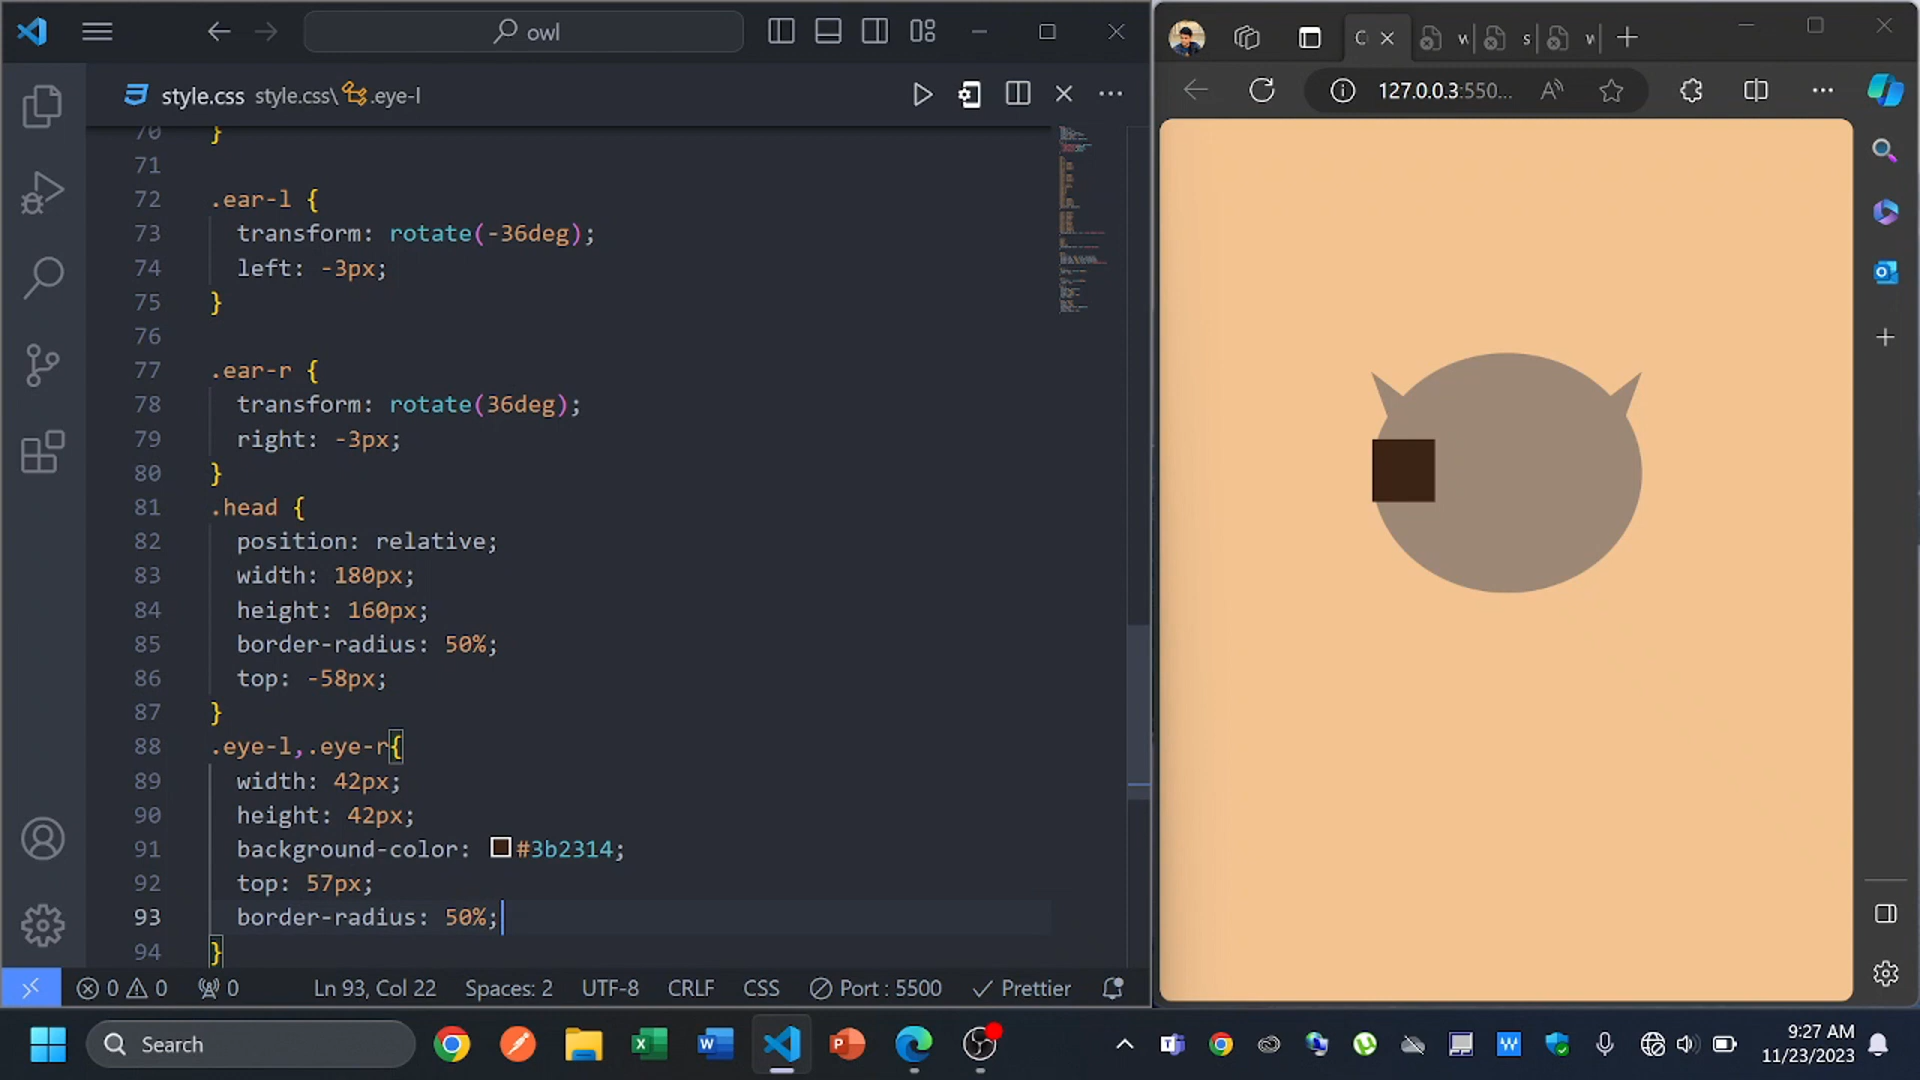 owl
style.css style.css\ .eye-l
70 }
71
72 .ear-l {
73 transform: rotate(-36deg);
74 left: -3px;
75 }
76
77 .ear-r {
78 transform: rotate(36deg);
79 right: -3px;
80 }
81 .head {
82 position: relative;
83 width: 180px;
84 height: 160px;
85 border-radius: 50%;
86 top: -58px;
87 }
88 .eye-l,.eye-r{
89 width: 42px;
90 height: 42px;
91 background-color: #3b2314;
92 top: 57px;
93 border-radius: 50%;
94 }
0 0 0 Ln 93, Col 22 Spaces: 2 UTF-8 CRLF CSS Port : 5500 Prettier
127.0.0.3:550...
Search
9:27 AM
11/23/2023